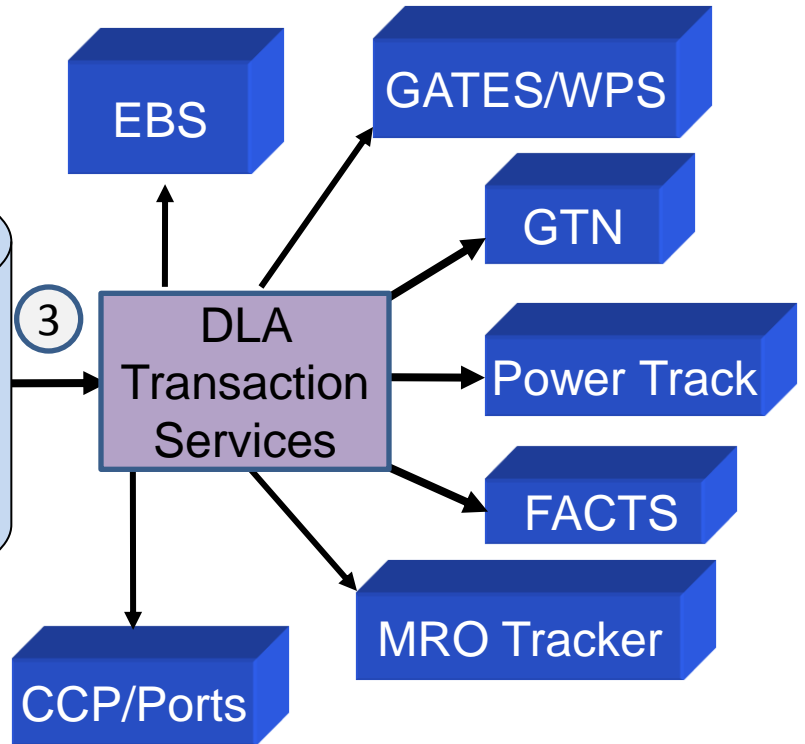 EBS
GATES/WPS
GTN
3
DLA
Transaction
Services
Power Track
FACTS
MRO Tracker
CCP/Ports